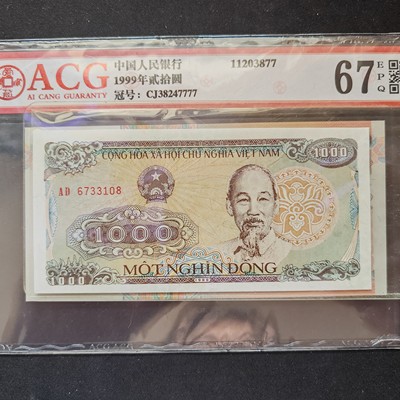 ACG
AI CANG GUARANTY
中国人民银行
1999年贰拾圆
冠号: CJ38247777
11203877
67
EPQ
CỘNG HÒA XÃ HỘI CHỦ NGHĨA VIỆT NAM
1000
AD 6733108
1000
MỘT NGHÌN ĐỒNG
1000